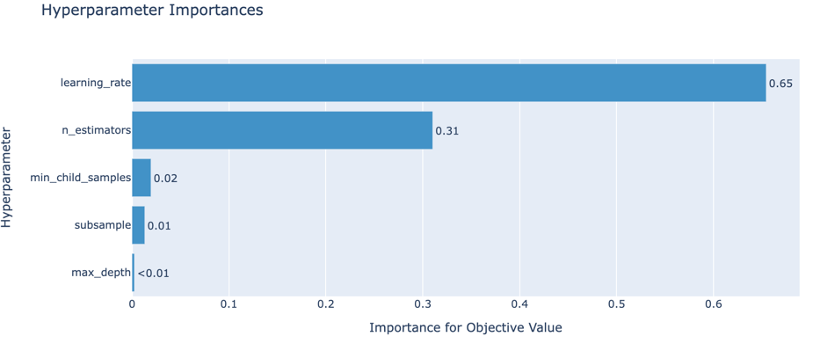 Hyperparameter Importances
Hyperparameter
learning_rate
0.65
n_estimators
0.31
min_child_samples
0.02
subsample
0.01
max_depth
<0.01
0
0.1
0.2
0.3
0.4
0.5
0.6
Importance for Objective Value